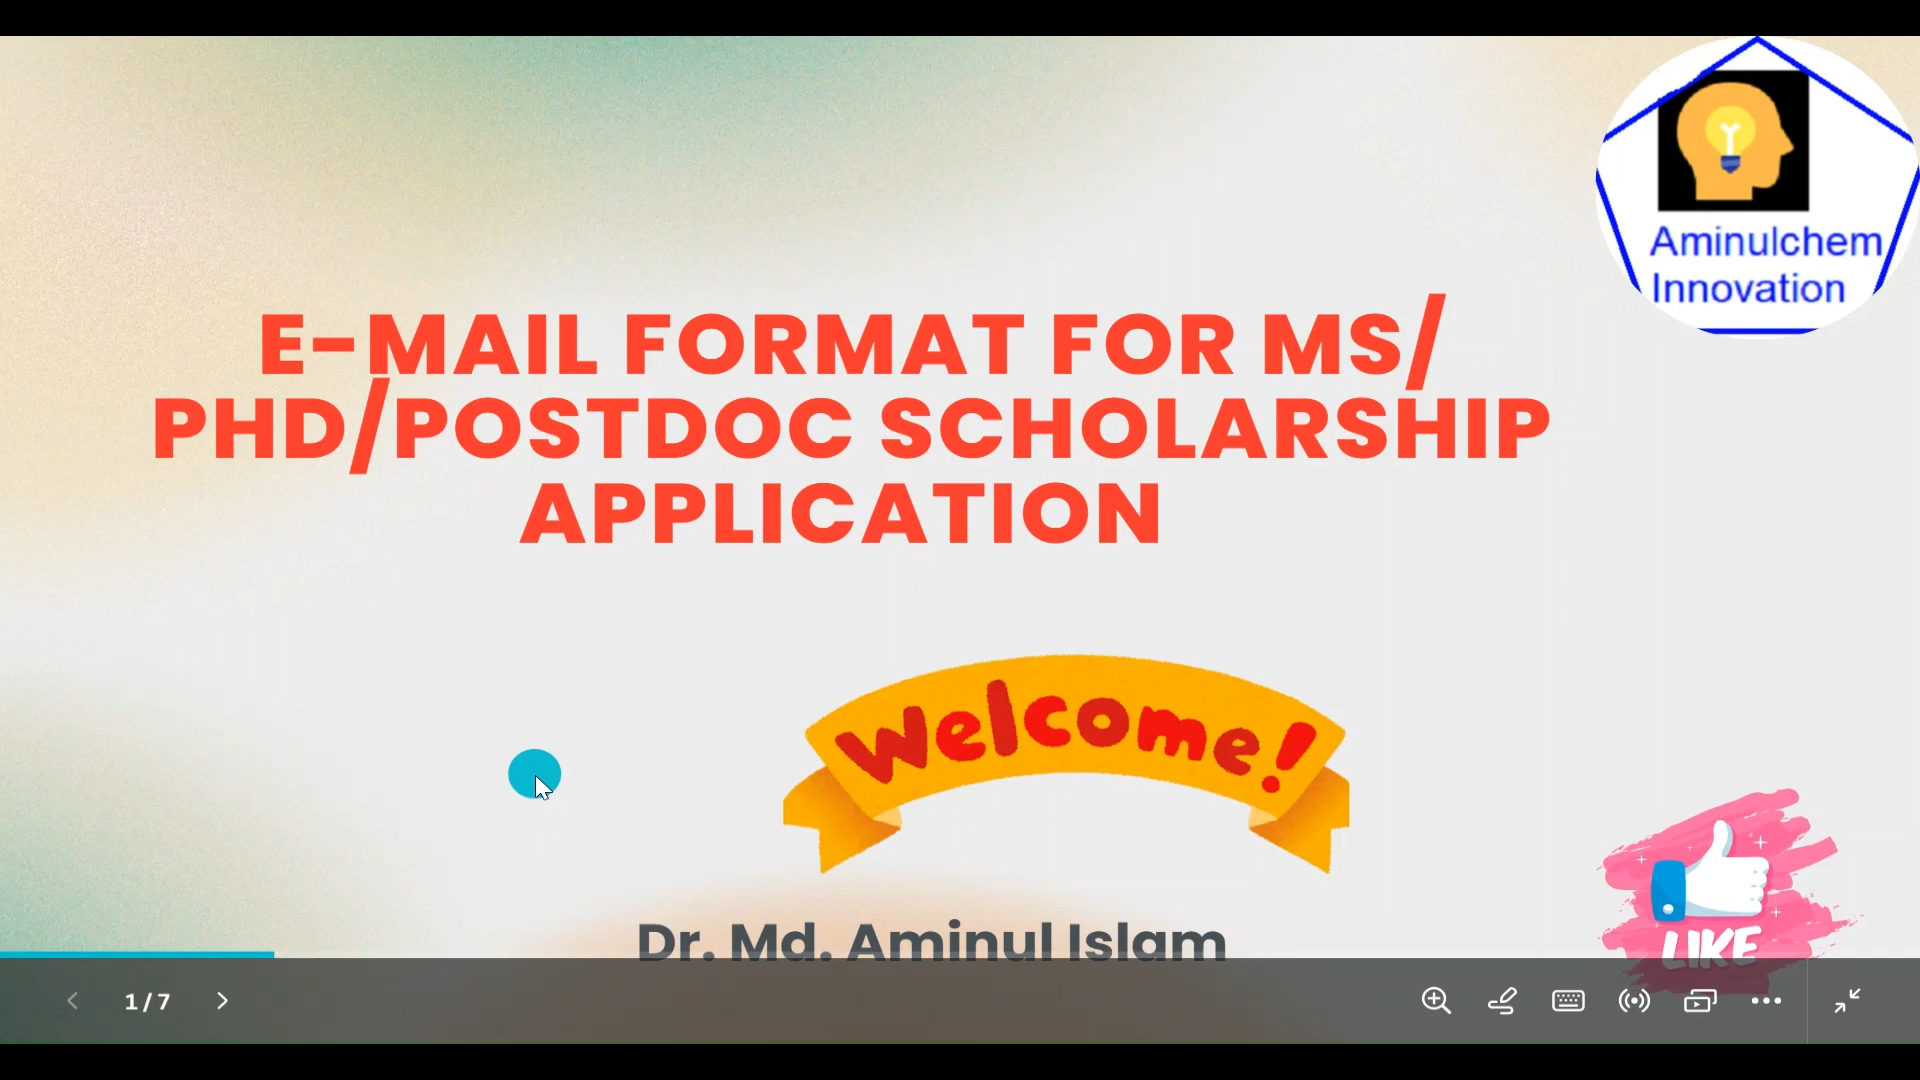 Aminulchem
Innovation
E-MAIL FORMAT FOR MS/
PHD/POSTDOC SCHOLARSHIP
APPLICATION
Welcome!
Dr. Md. Aminul Islam
LIKE
1 / 7